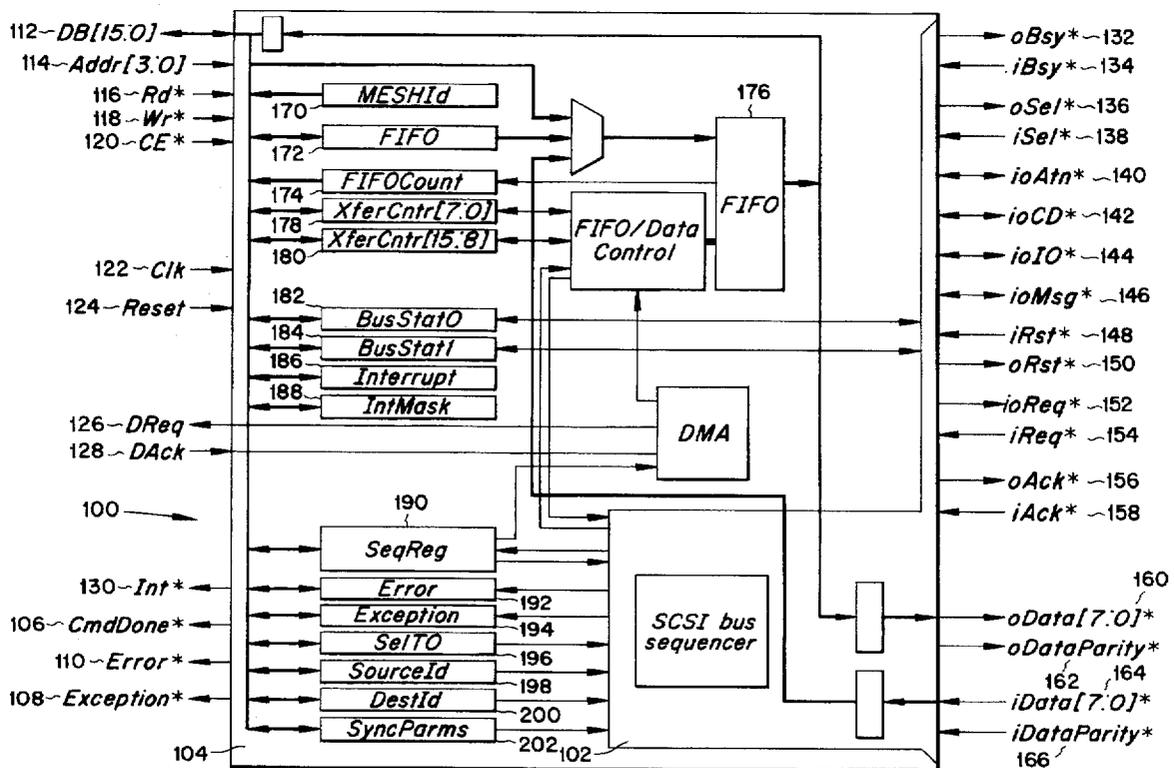 112~DB[15:0]
114~Addr[3:0]
116~Rd*
118~Wr*
120~CE*
122~Clk
124~Reset
126~DReq
128~DAck
100
130~Int*
106~CmdDone*
110~Error*
108~Exception*
104
MESHId
170
FIFO
172
FIFOCount
174
XferCntr[7:0]
178
XferCntr[15:8]
180
182
BusStat0
184
BusStat1
186
Interrupt
188
IntMask
190
SeqReg
Error
192
Exception
194
SelTO
196
SourceId
198
DestId
200
SyncParms
202
176
FIFO
FIFO/Data
Control
DMA
SCSI bus
sequencer
102
oBsy*~132
iBsy*~134
oSel*~136
iSel*~138
ioAtn*~140
ioCD*~142
ioIO*~144
ioMsg*~146
iRst*~148
oRst*~150
ioReq*~152
iReq*~154
oAck*~156
iAck*~158
160
oData[7:0]*
oDataParity*
162
164
iData[7:0]*
iDataParity*
166